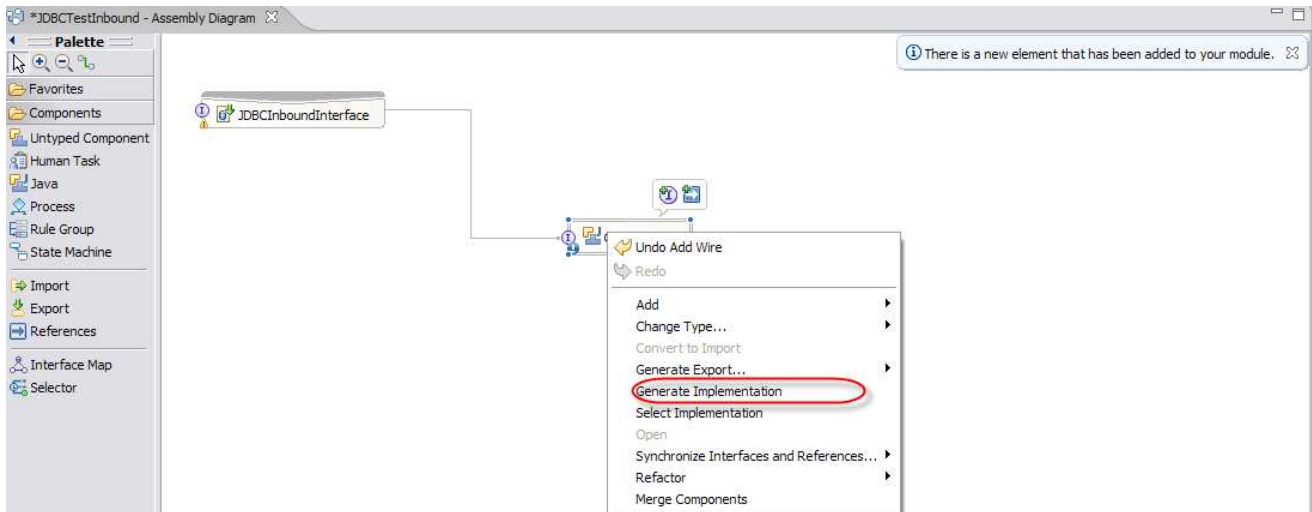 *JDBCTestInbound - Assembly Diagram
Palette
Favorites
Components
Untyped Component
Human Task
Java
Process
Rule Group
State Machine
Import
Export
References
Interface Map
Selector
There is a new element that has been added to your module.
JDBCInboundInterface
Undo Add Wire
Redo
Add
Change Type...
Convert to Import
Generate Export...
Generate Implementation
Select Implementation
Open
Synchronize Interfaces and References...
Refactor
Merge Components